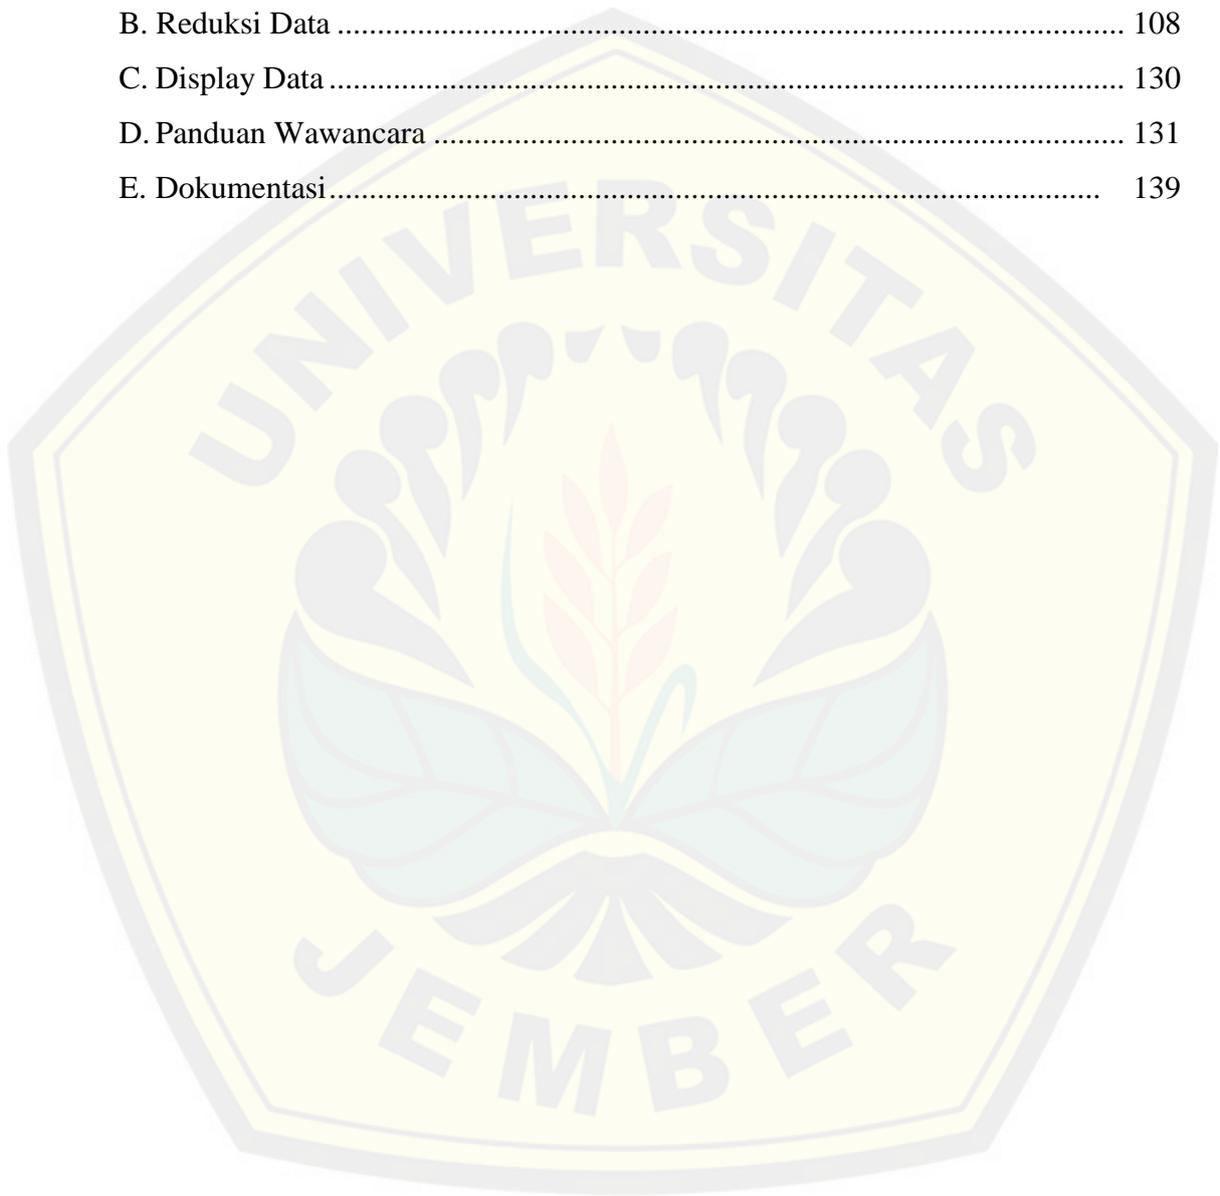 B. Reduksi Data .................................................................................................. 108
C. Display Data ................................................................................................... 130
D. Panduan Wawancara ...................................................................................... 131
E. Dokumentasi................................................................................................ 139
UNIVERSITAS
JEMBER